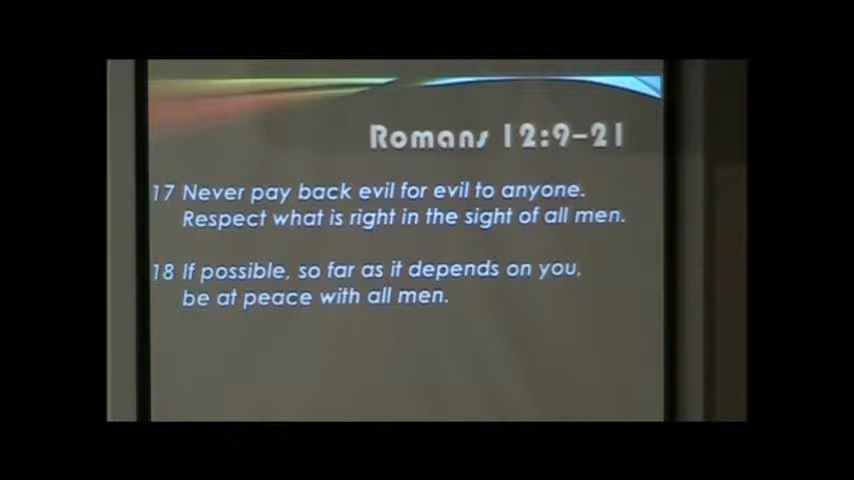 Romans 12:9–21
17 Never pay back evil for evil to anyone.
Respect what is right in the sight of all men.
18 If possible, so far as it depends on you,
be at peace with all men.